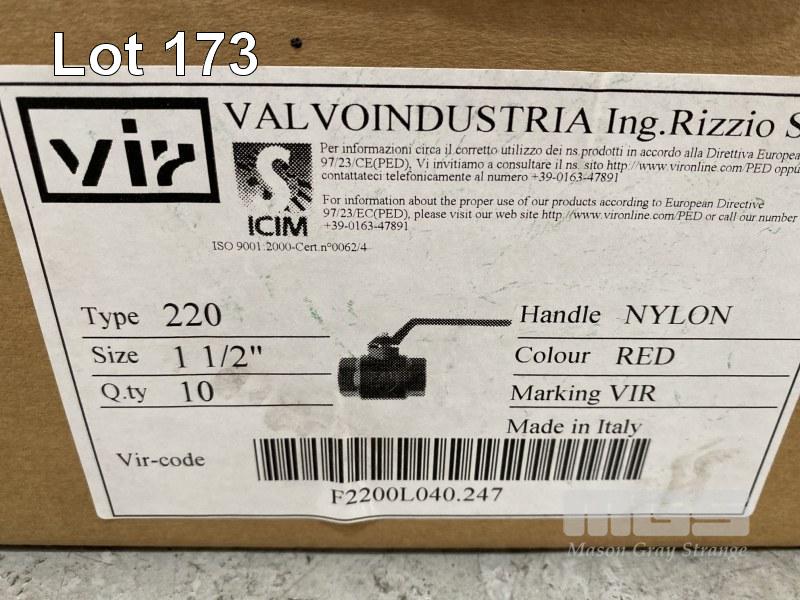 Lot 173
vir
VALVOINDUSTRIA Ing.Rizzio S
Per informazioni circa il corretto utilizzo dei ns prodotti in accordo alla Direttiva Europea
97/23/CE(PED), Vi invitiamo a consultare il ns. sito http://www.vironline.com/PED oppu
contattateci telefonicamente al numero +39-0163-47891
For information about the proper use of our products according to European Directive
97/23/EC(PED), please visit our web site http://www.vironline.com/PED or call our number
+39-0163-47891
ICIM
ISO 9001:2000-Cert.n°0062/4
Type 220
Handle NYLON
Size 1 1/2"
Colour RED
Q.ty 10
Marking VIR
Made in Italy
Vir-code
F2200L040.247
MGS
Mason Gray Strange